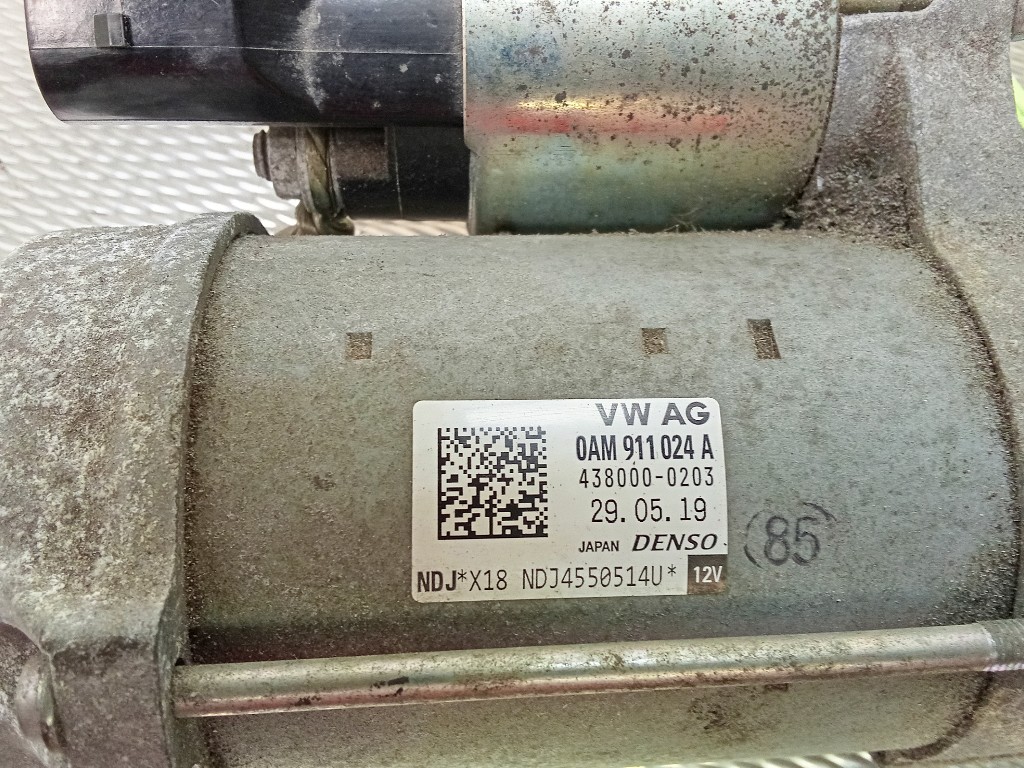 VW AG
0AM 911 024 A
438000-0203
29.05.19
JAPAN DENSO
(85)
NDJ*X18 NDJ4550514U* 12V